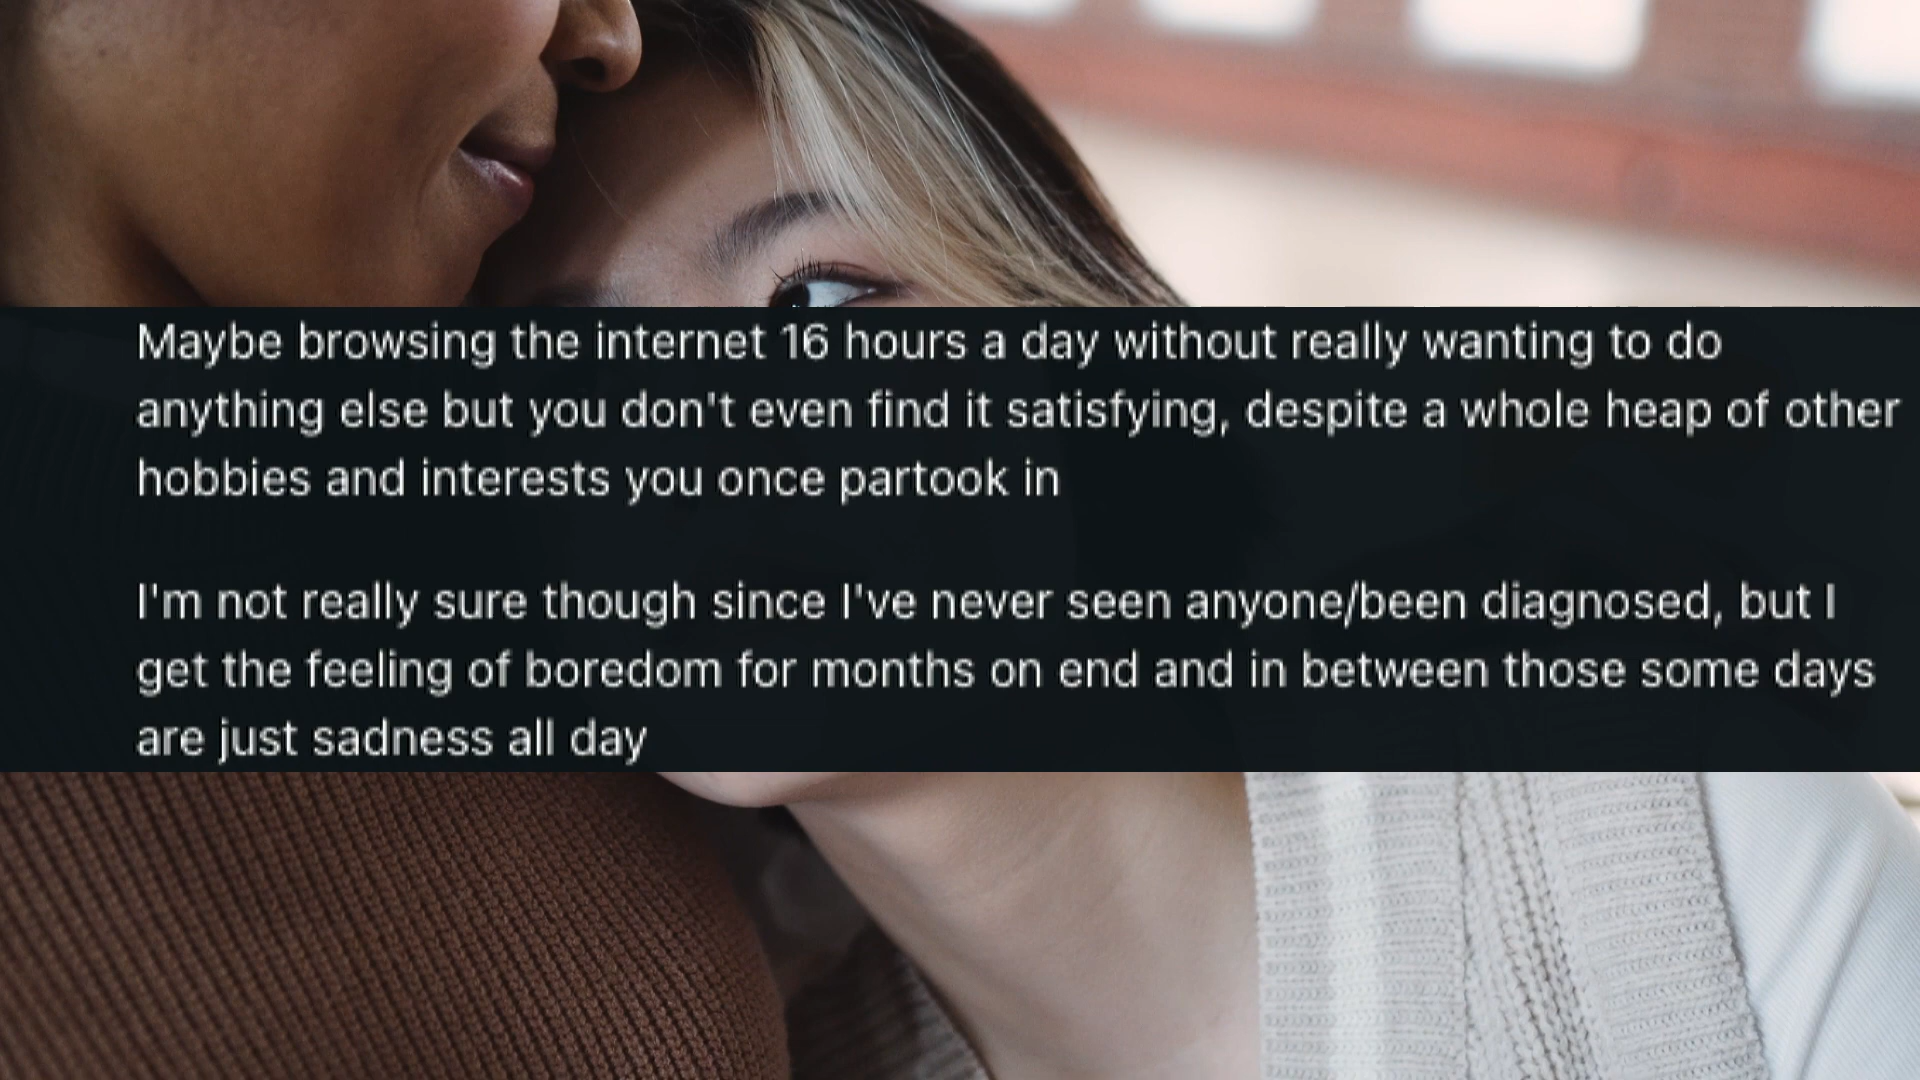 Maybe browsing the internet 16 hours a day without really wanting to do
anything else but you don't even find it satisfying, despite a whole heap of other
hobbies and interests you once partook in
I'm not really sure though since I've never seen anyone/been diagnosed, but I
get the feeling of boredom for months on end and in between those some days
are just sadness all day